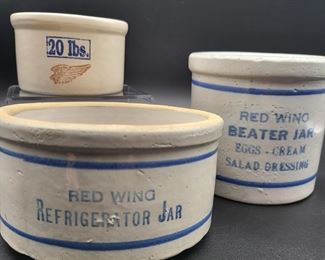 20 lbs.
RED WING
REFRIGERATOR JAR
RED WING
BEATER JAR
EGGS - CREAM
SALAD DRESSING